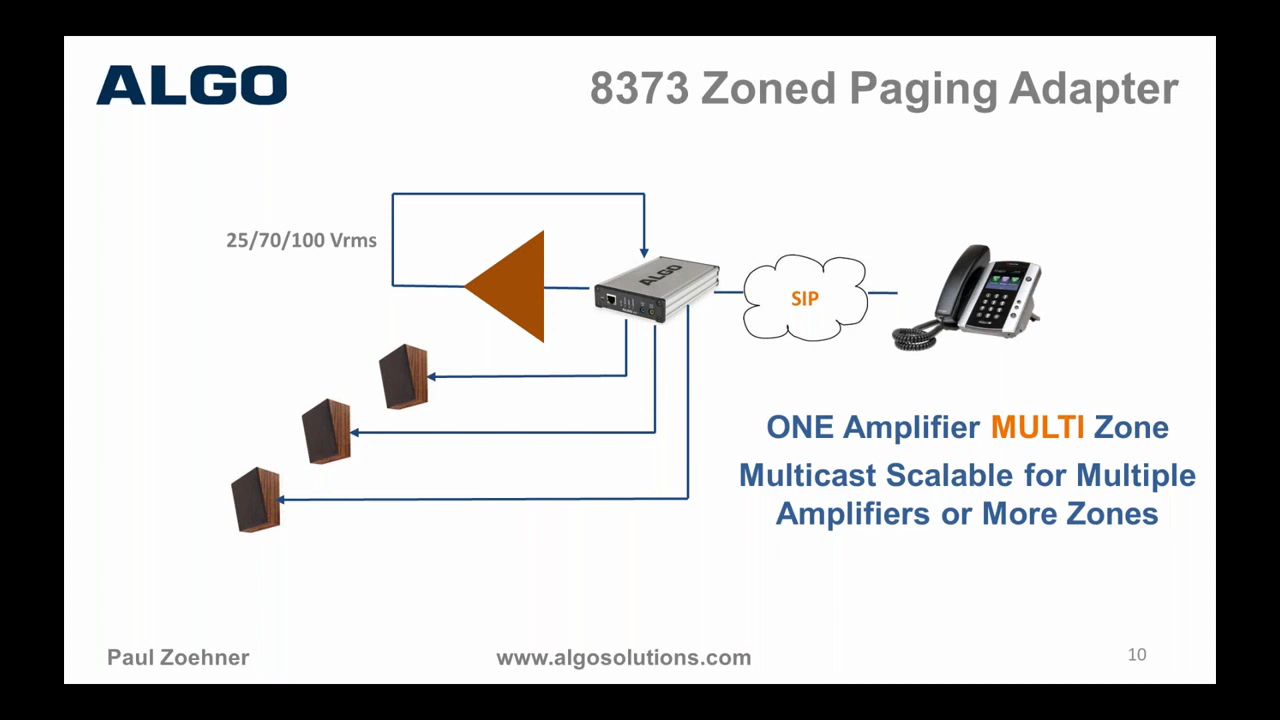 ALGO
8373 Zoned Paging Adapter
25/70/100 Vrms
ALGO
SIP
ONE Amplifier MULTI Zone
Multicast Scalable for Multiple
Amplifiers or More Zones
Paul Zoehner
www.algosolutions.com
10